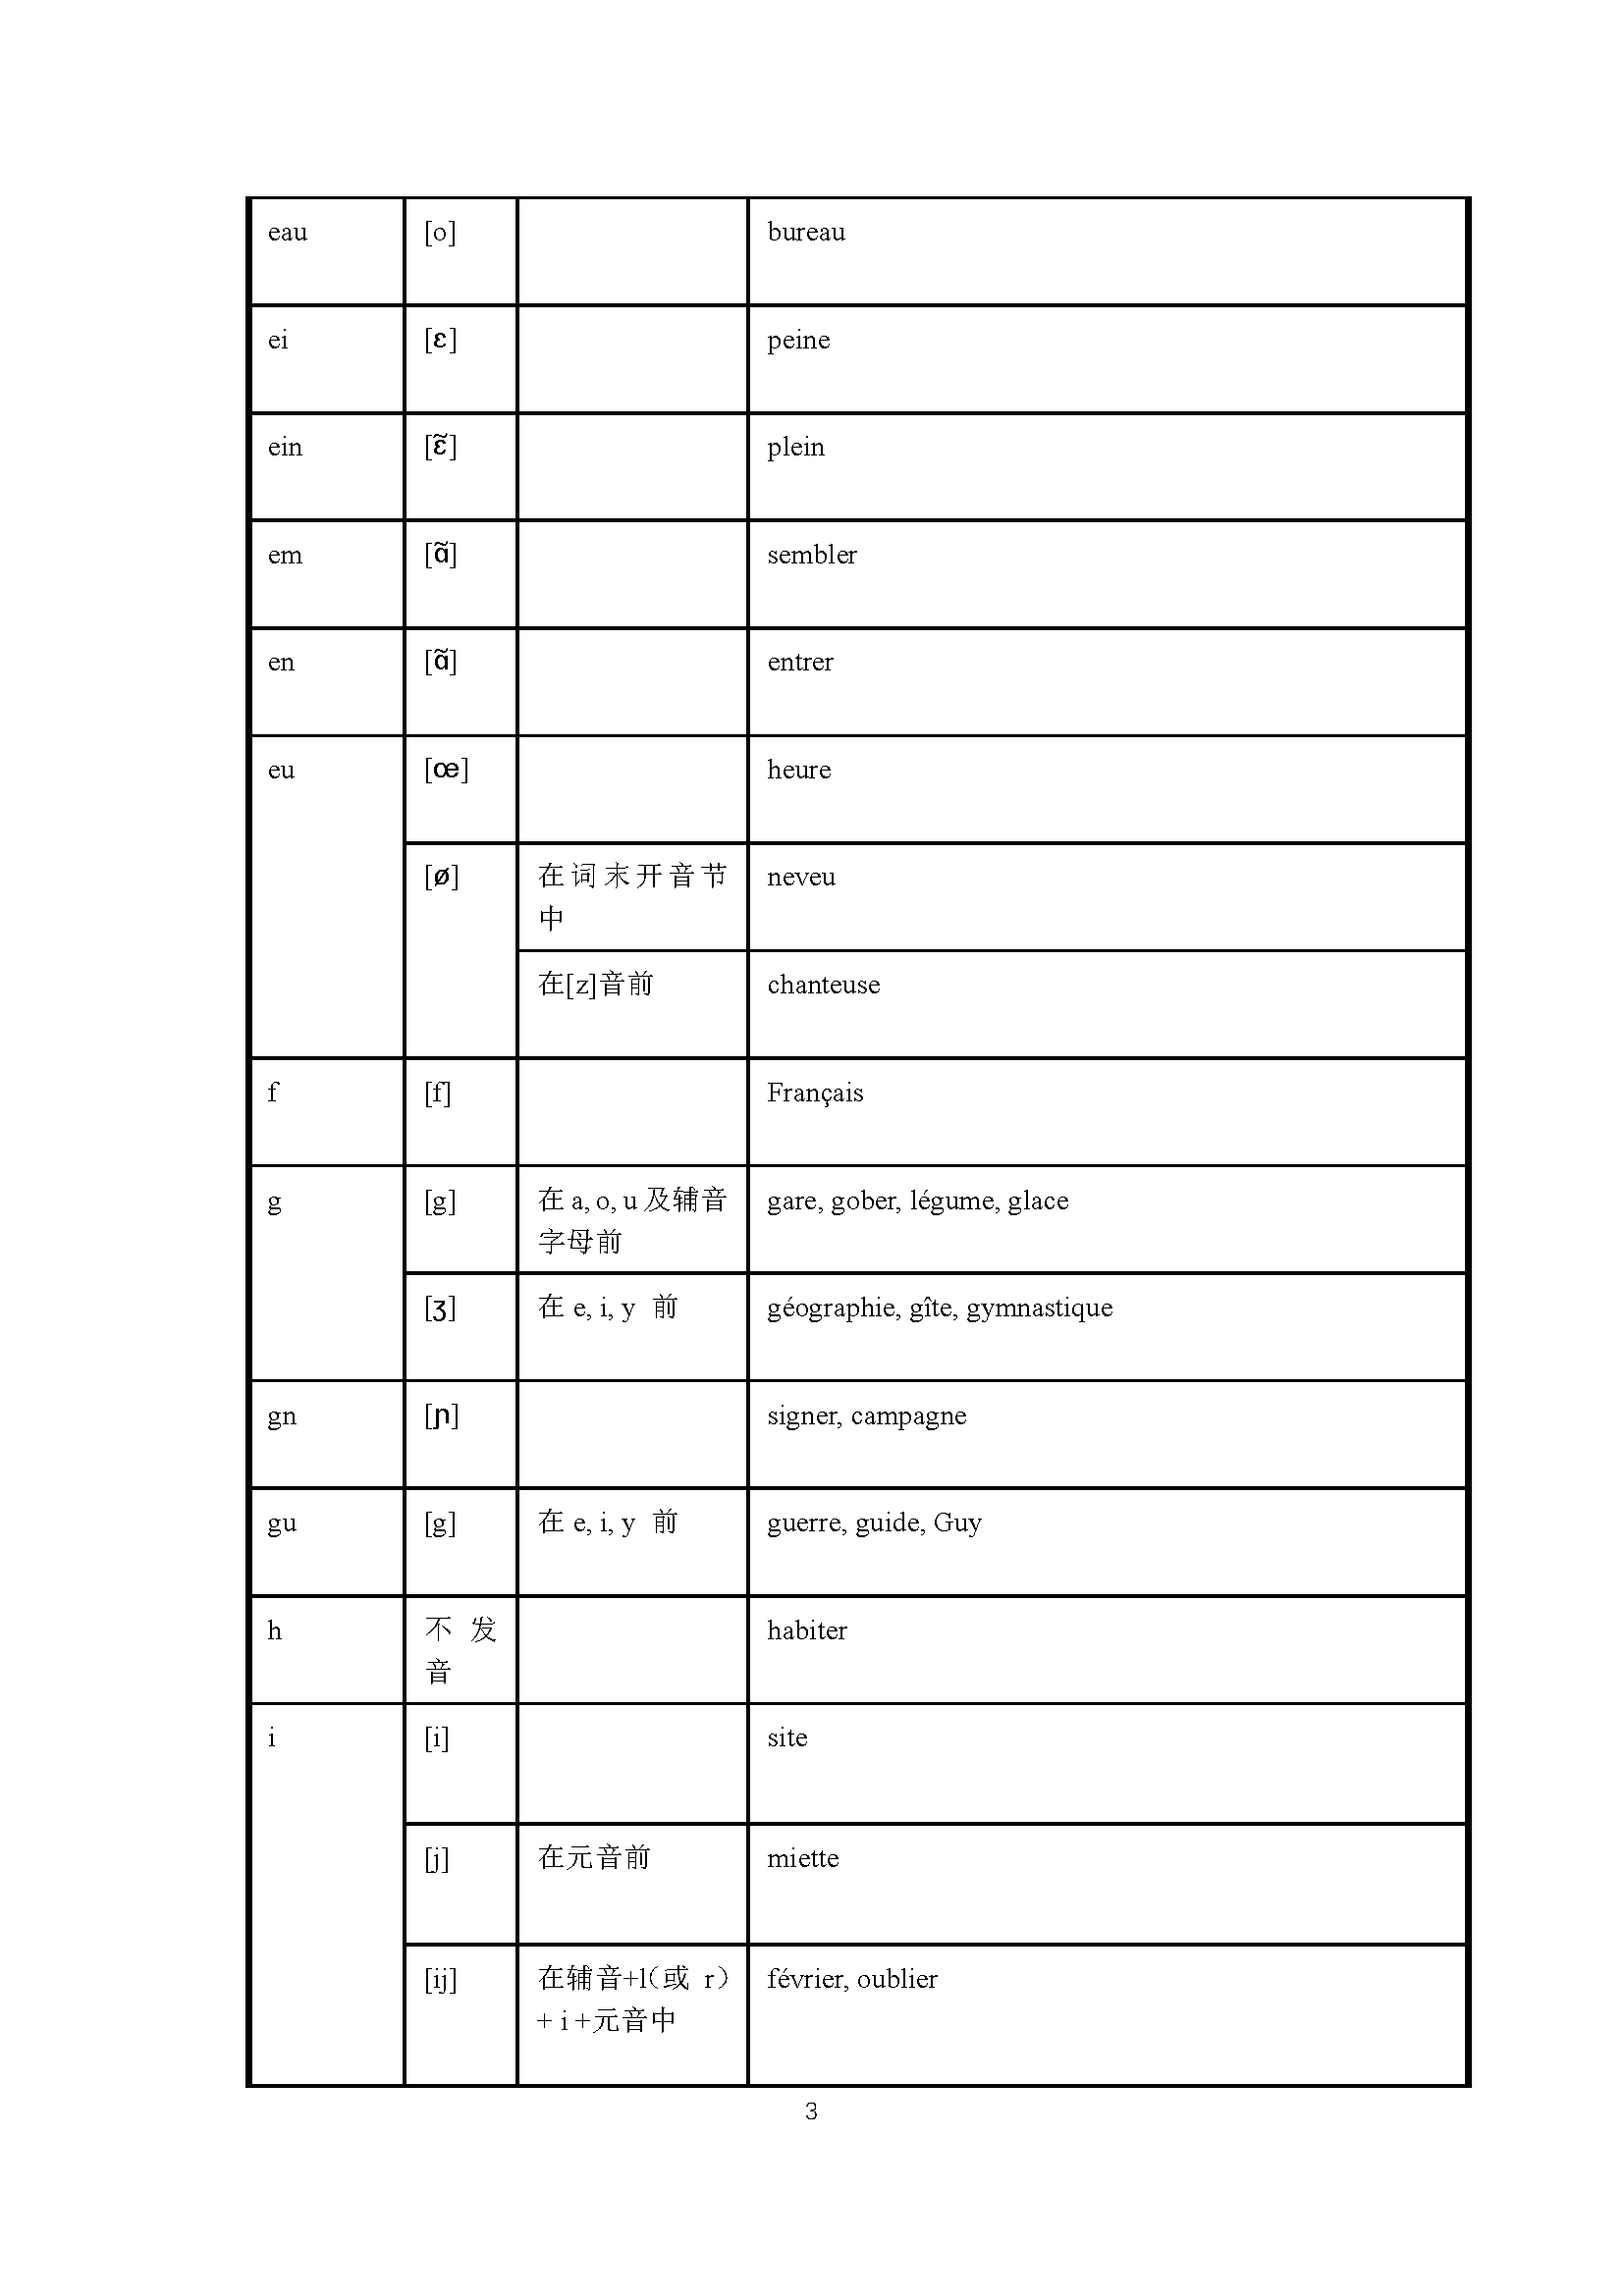 eau [o] bureau
ei [ɛ] peine
ein [ɛ̃] plein
em [ɑ̃] sembler
en [ɑ̃] entrer
eu [œ] heure
[ø] 在词末开音节 neveu
中
在[z]音前 chanteuse
f [f] Français
g [g] 在 a, o, u 及辅音 gare, gober, légume, glace
字母前
[ʒ] 在 e, i, y 前 géographie, gîte, gymnastique
gn [ɲ] signer, campagne
gu [g] 在 e, i, y 前 guerre, guide, Guy
h 不发 habiter
音
i [i] site
[j] 在元音前 miette
[ij] 在辅音+l（或 r） février, oublier
+ i +元音中
3